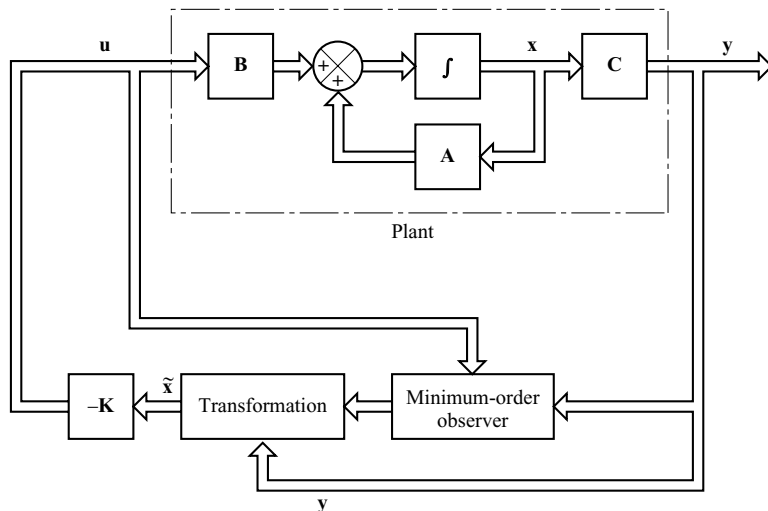 u
B
+
+
∫
x
C
y
A
Plant
–K
x̃
Transformation
Minimum-order
observer
y